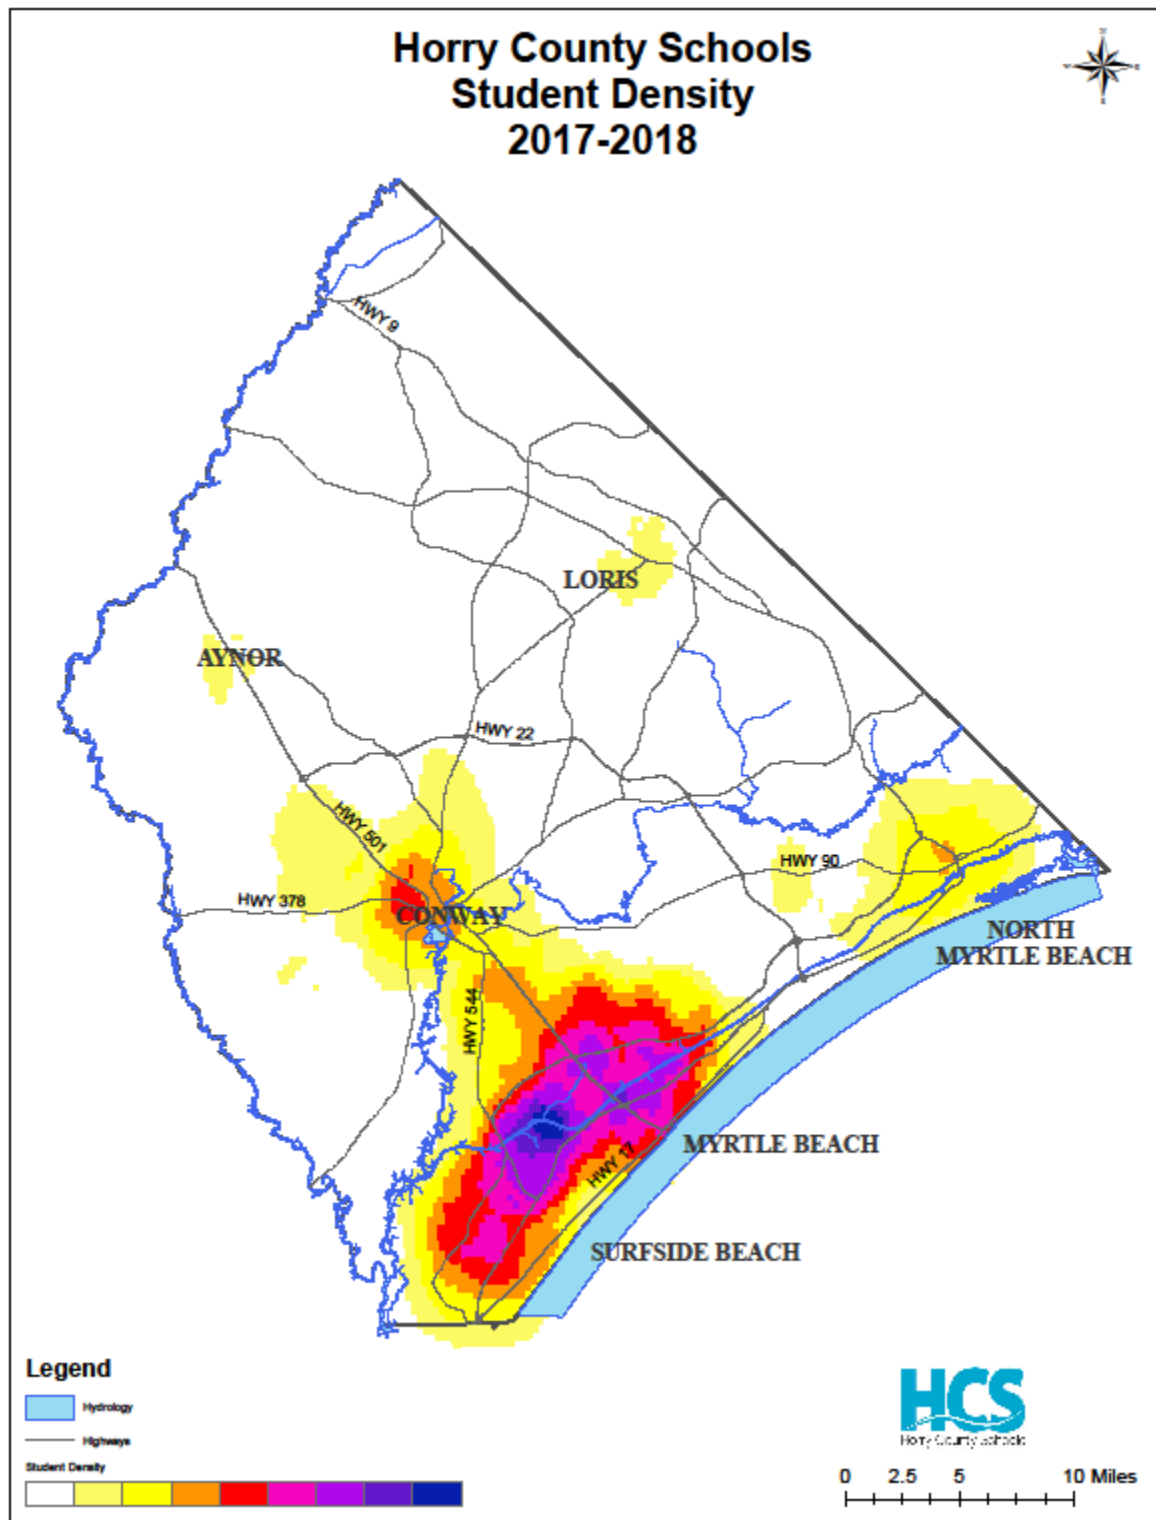 Horry County Schools
Student Density
2017-2018
HWY 9
LORIS
AYNOR
HWY 22
HWY 501
HWY 90
HWY 378
CONWAY
NORTH
MYRTLE BEACH
HWY 544
MYRTLE BEACH
HWY 17
SURFSIDE BEACH
Legend
Hydrology
Highways
Student Density
HCS
Horry County Schools
0 2.5 5 10 Miles